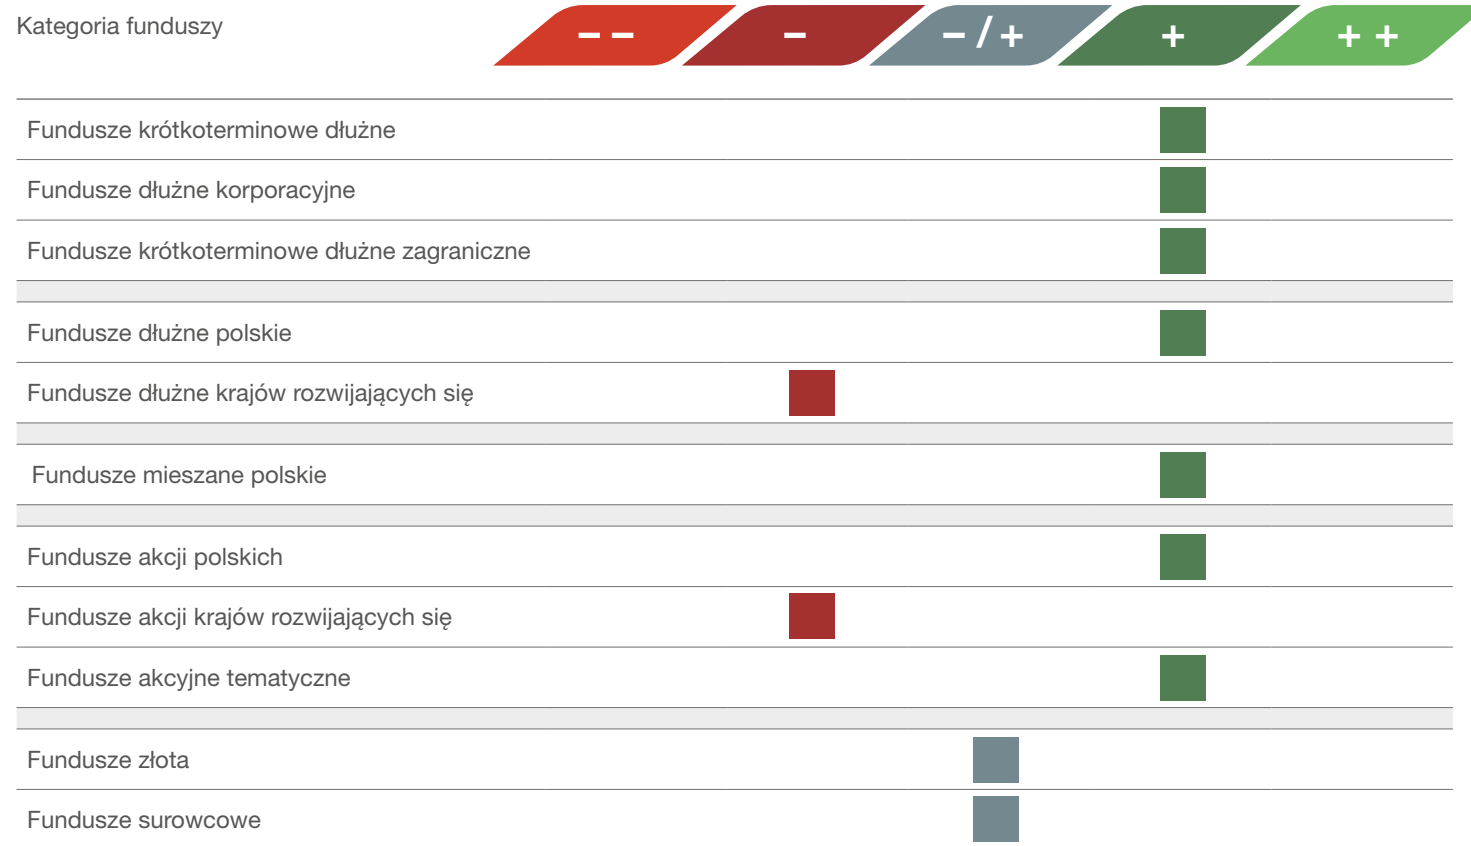 Kategoria funduszy
– –
–
– / +
+
+ +
Fundusze krótkoterminowe dłużne
Fundusze dłużne korporacyjne
Fundusze krótkoterminowe dłużne zagraniczne
Fundusze dłużne polskie
Fundusze dłużne krajów rozwijających się
Fundusze mieszane polskie
Fundusze akcji polskich
Fundusze akcji krajów rozwijających się
Fundusze akcyjne tematyczne
Fundusze złota
Fundusze surowcowe